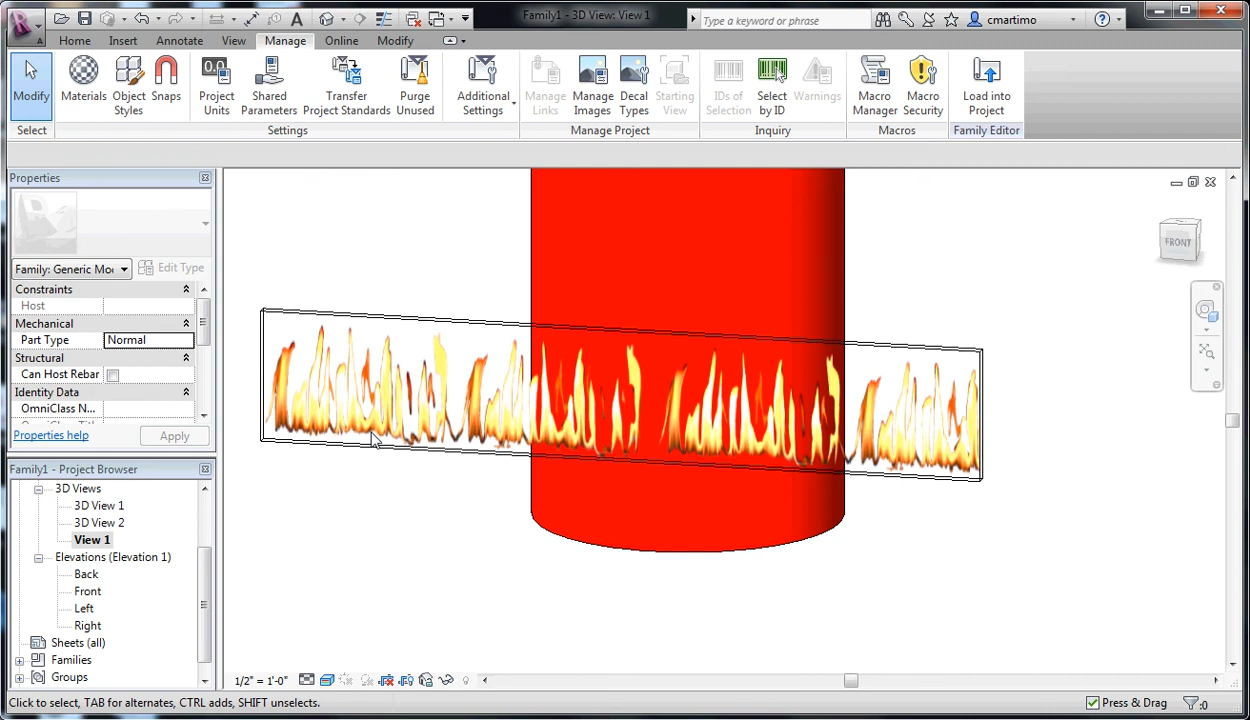 Family1 - 3D View: View 1
Type a keyword or phrase
cmartimo
Home Insert Annotate View Manage Online Modify
Modify
Materials
Object Styles
Snaps
Project Units
Shared Parameters
Transfer Project Standards
Purge Unused
Additional Settings
Manage Links
Manage Images
Decal Types
Starting View
IDs of Selection
Select by ID
Warnings
Macro Manager
Macro Security
Load into Project
Select
Settings
Manage Project
Inquiry
Macros
Family Editor
Properties
Family: Generic Mo
Edit Type
Constraints
Host
Mechanical
Part Type Normal
Structural
Can Host Rebar
Identity Data
OmniClass N...
Properties help
Apply
Family1 - Project Browser
3D Views
3D View 1
3D View 2
View 1
Elevations (Elevation 1)
Back
Front
Left
Right
Sheets (all)
Families
Groups
FRONT
1/2" = 1'-0"
Click to select, TAB for alternates, CTRL adds, SHIFT unselects.
Press & Drag
:0